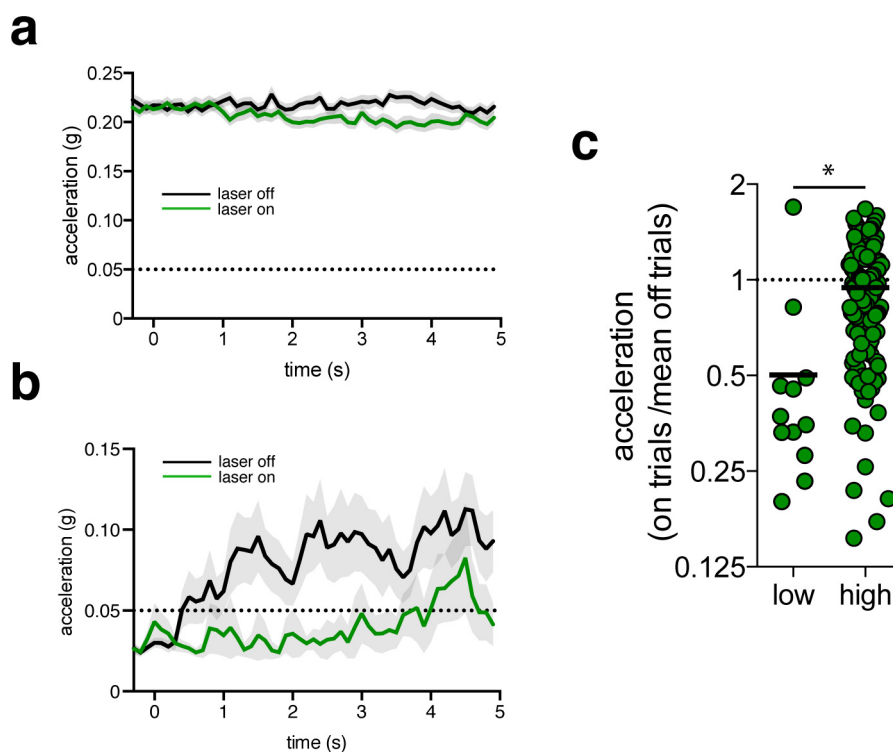 a
0.25
0.20
0.15
0.10
0.05
0
acceleration (g)
laser off
laser on
0 1 2 3 4 5
time (s)
b
0.15
0.10
0.05
0
acceleration (g)
laser off
laser on
0 1 2 3 4 5
time (s)
c
*
2
1
0.5
0.25
0.125
acceleration
(on trials /mean off trials)
low high